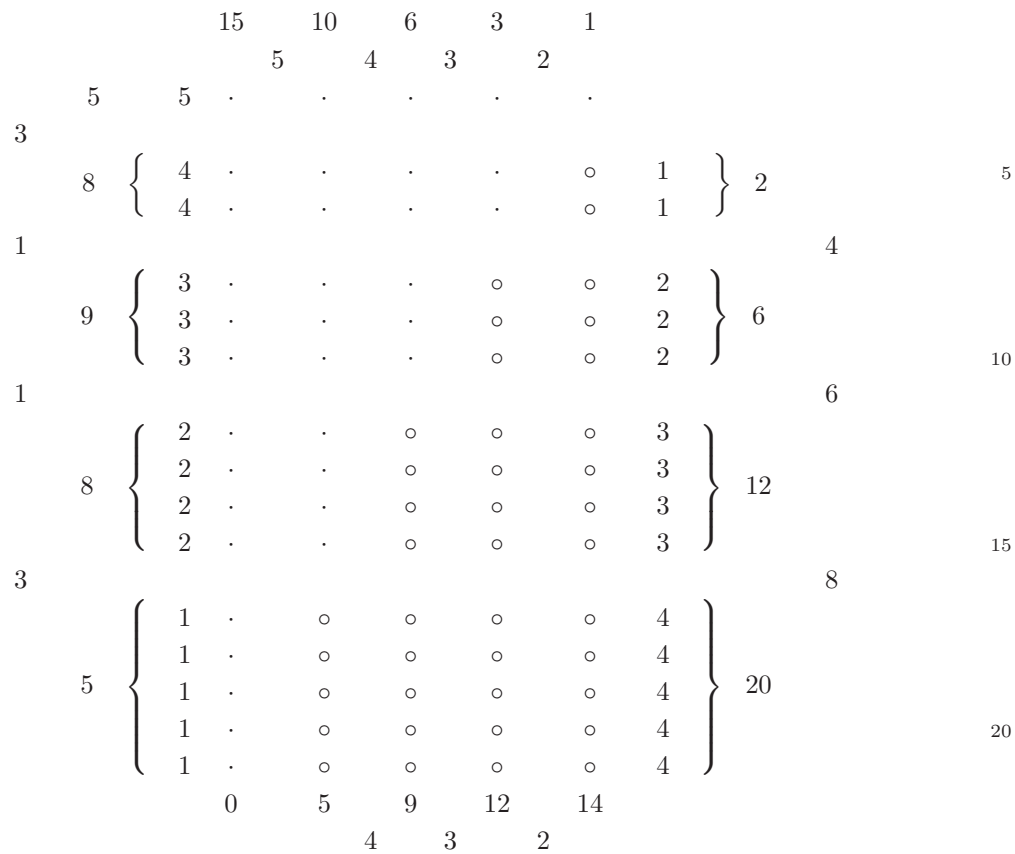 15 10 6 3 1
5 4 3 2
5 5 · · · · ·
3
8 { 4 · · · · ∘ 1 } 2 5
4 · · · · ∘ 1
1 4
3 · · · ∘ ∘ 2
9 { 3 · · · ∘ ∘ 2 } 6
3 · · · ∘ ∘ 2 10
1 6
2 · · ∘ ∘ ∘ 3
2 · · ∘ ∘ ∘ 3
8 { 2 · · ∘ ∘ ∘ 3 } 12
2 · · ∘ ∘ ∘ 3 15
3 8
1 · ∘ ∘ ∘ ∘ 4
1 · ∘ ∘ ∘ ∘ 4
5 { 1 · ∘ ∘ ∘ ∘ 4 } 20
1 · ∘ ∘ ∘ ∘ 4 20
1 · ∘ ∘ ∘ ∘ 4
0 5 9 12 14
4 3 2